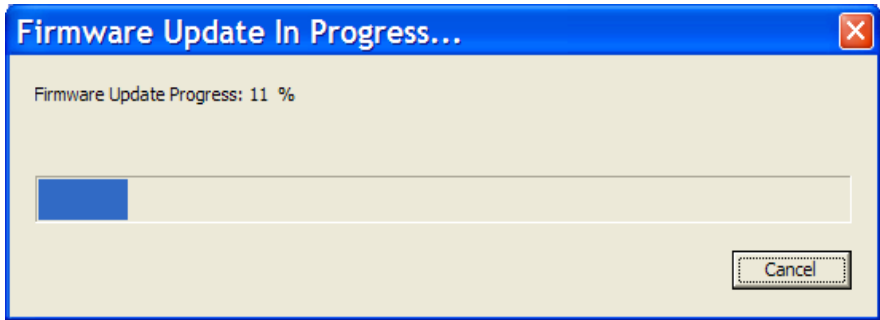 Firmware Update In Progress...
Firmware Update Progress: 11 %
Cancel